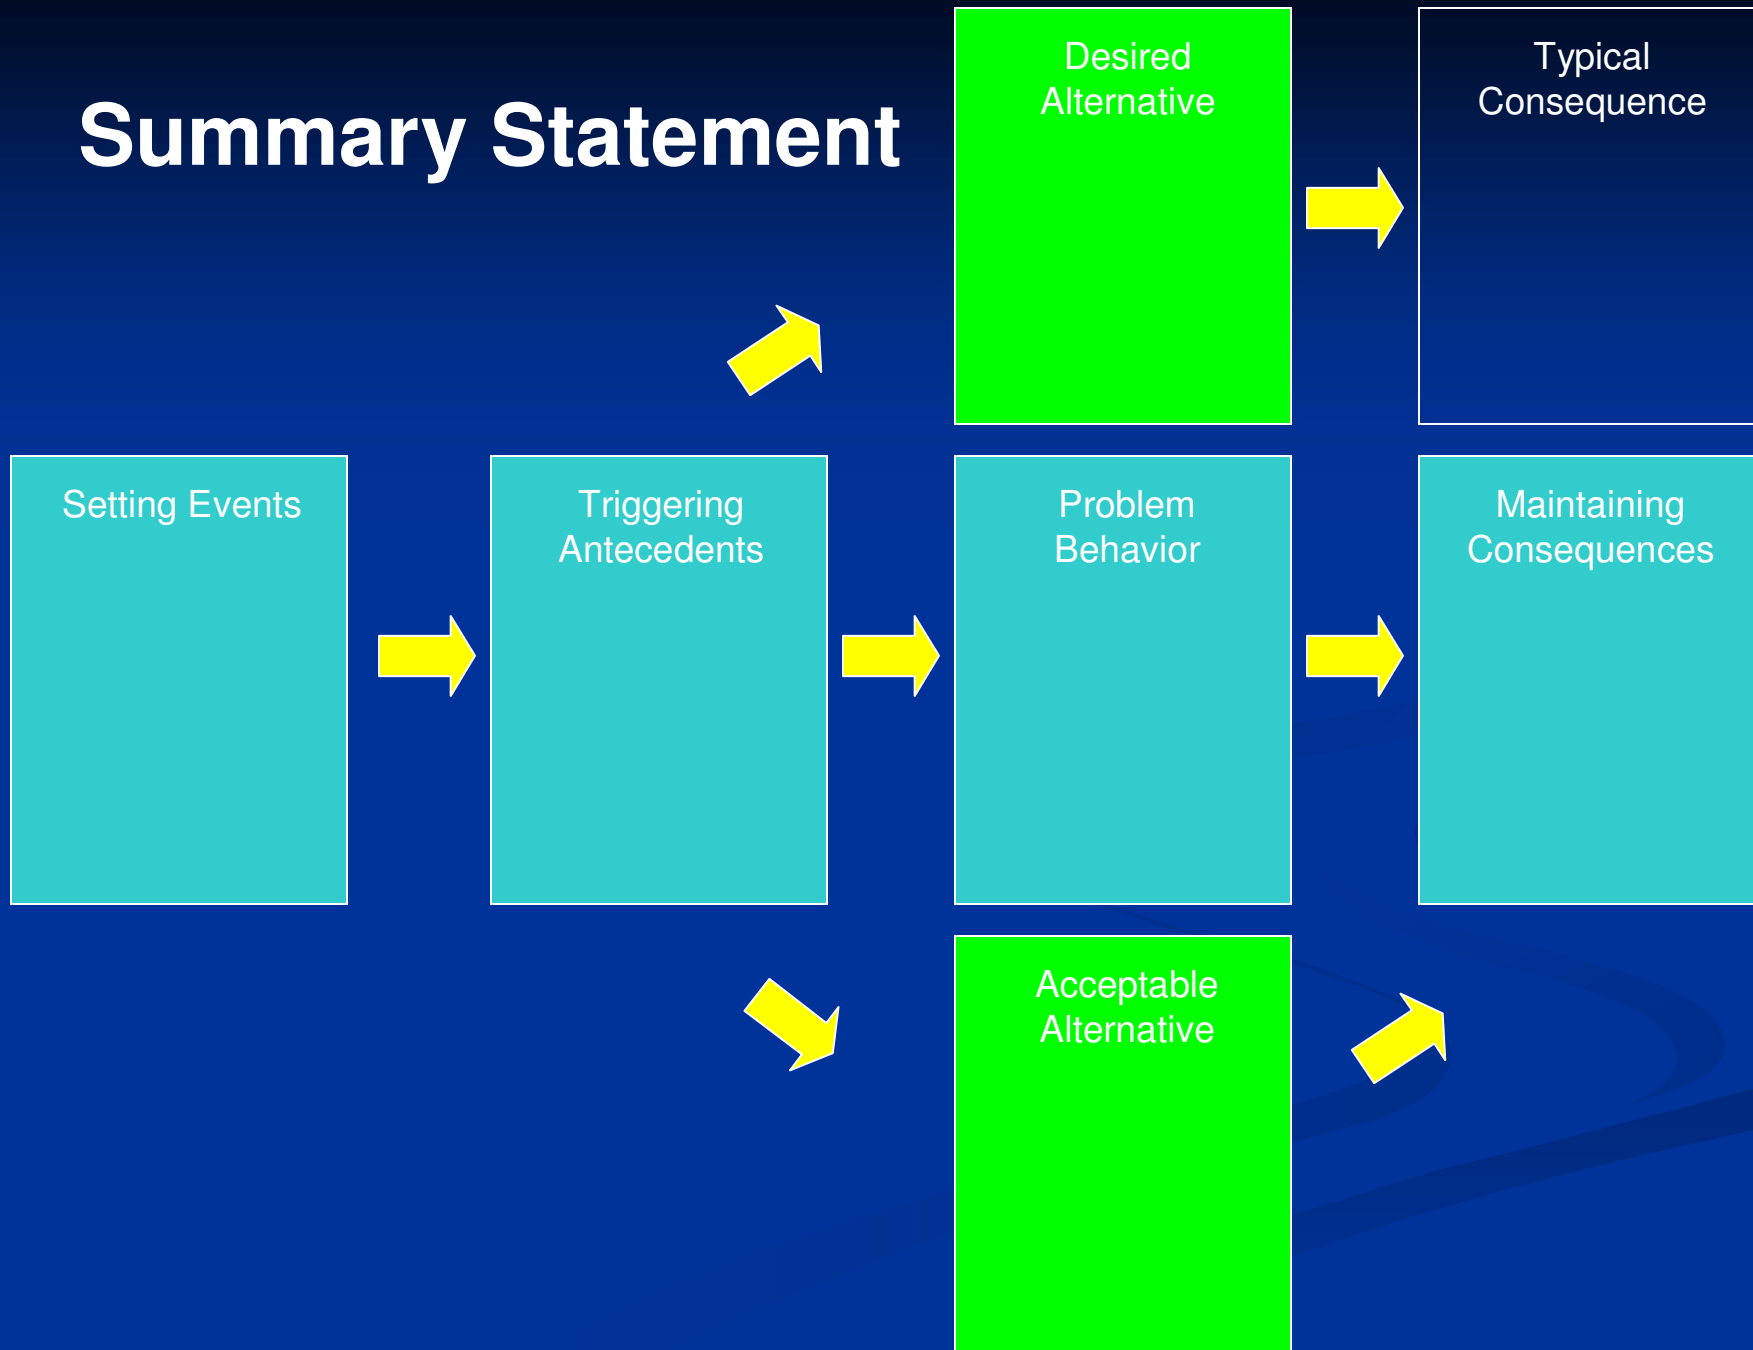 Summary Statement
Desired
Alternative
Typical
Consequence
Setting Events
Triggering
Antecedents
Problem
Behavior
Maintaining
Consequences
Acceptable
Alternative